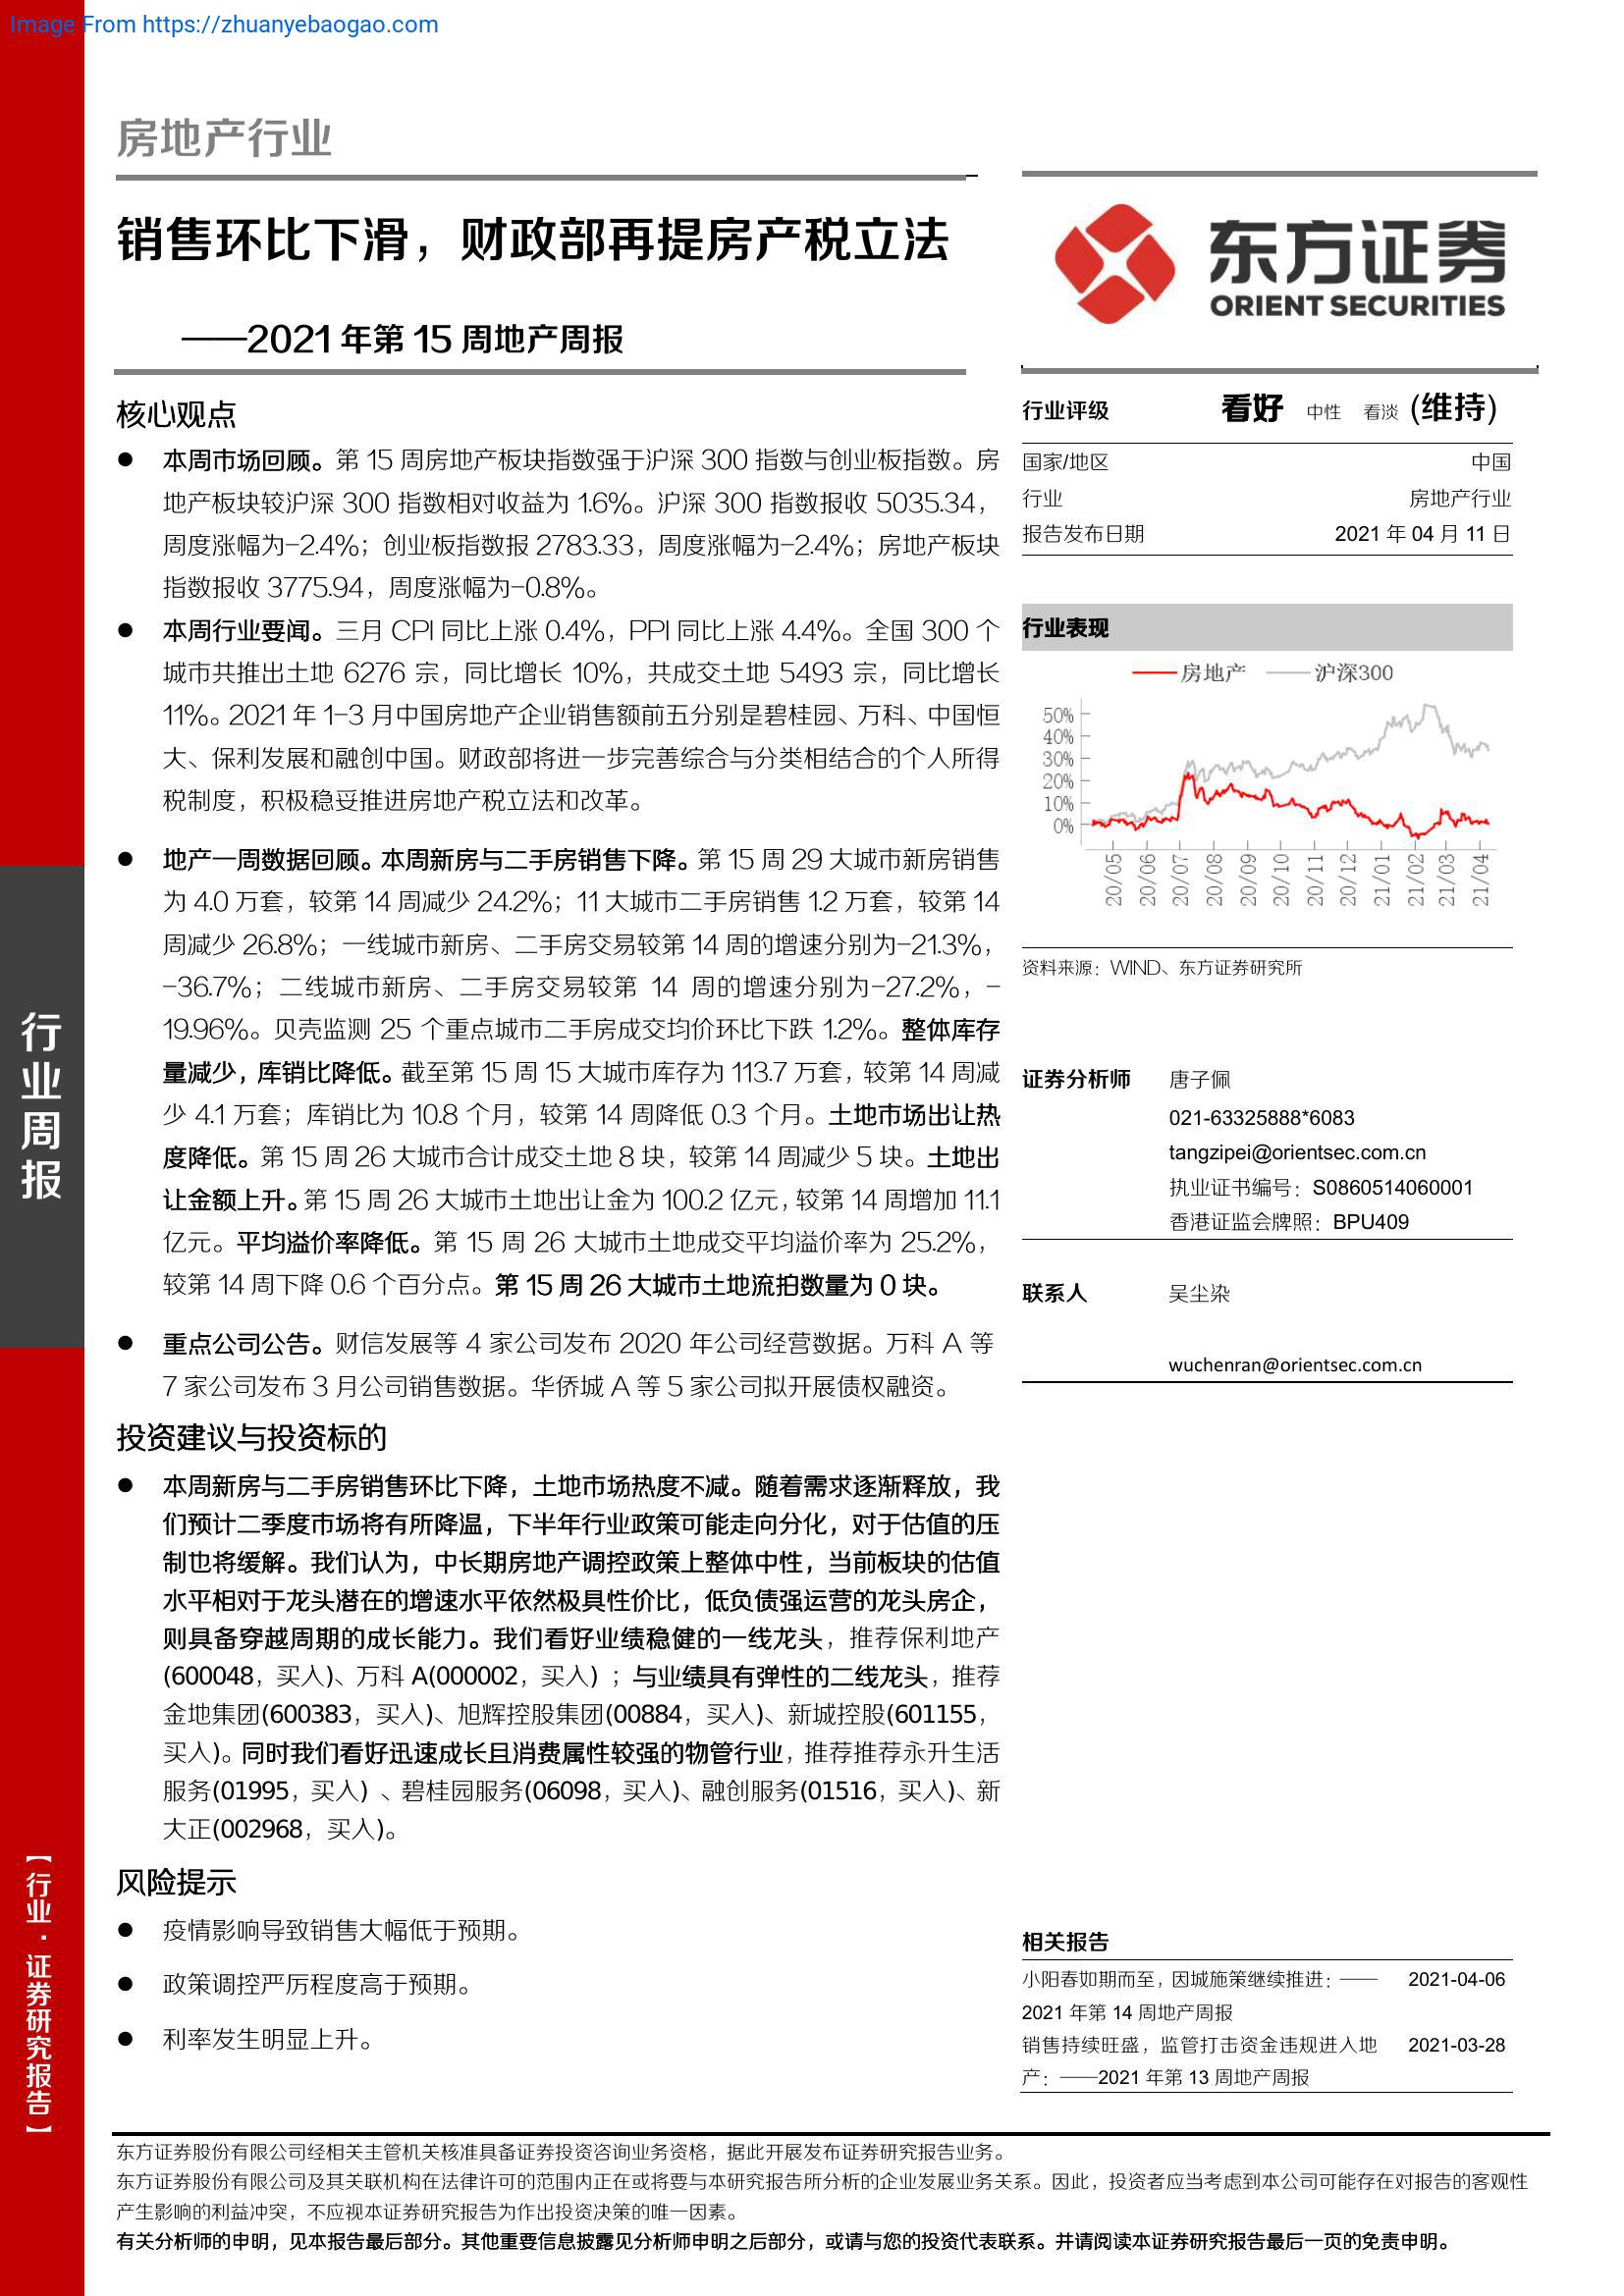 Image From https://zhuanyebaogao.com
房地产行业
销售环比下滑，财政部再提房产税立法
——2021 年第 15 周地产周报
核心观点
● 本周市场回顾。第 15 周房地产板块指数强于沪深 300 指数与创业板指数。房
地产板块较沪深 300 指数相对收益为 1.6%。沪深 300 指数报收 5035.34，
周度涨幅为-2.4%；创业板指数报 2783.33，周度涨幅为-2.4%；房地产板块
指数报收 3775.94，周度涨幅为-0.8%。
● 本周行业要闻。三月 CPI 同比上涨 0.4%，PPI 同比上涨 4.4%。全国 300 个
城市共推出土地 6276 宗，同比增长 10%，共成交土地 5493 宗，同比增长
11%。2021 年 1-3 月中国房地产企业销售额前五分别是碧桂园、万科、中国恒
大、保利发展和融创中国。财政部将进一步完善综合与分类相结合的个人所得
税制度，积极稳妥推进房地产税立法和改革。
● 地产一周数据回顾。本周新房与二手房销售下降。第 15 周 29 大城市新房销售
为 4.0 万套，较第 14 周减少 24.2%；11 大城市二手房销售 1.2 万套，较第 14
周减少 26.8%；一线城市新房、二手房交易较第 14 周的增速分别为-21.3%，
-36.7%；二线城市新房、二手房交易较第 14 周的增速分别为-27.2%，-
19.96%。贝壳监测 25 个重点城市二手房成交均价环比下跌 1.2%。整体库存
量减少，库销比降低。截至第 15 周 15 大城市库存为 113.7 万套，较第 14 周减
少 4.1 万套；库销比为 10.8 个月，较第 14 周降低 0.3 个月。土地市场出让热
度降低。第 15 周 26 大城市合计成交土地 8 块，较第 14 周减少 5 块。土地出
让金额上升。第 15 周 26 大城市土地出让金为 100.2 亿元，较第 14 周增加 11.1
亿元。平均溢价率降低。第 15 周 26 大城市土地成交平均溢价率为 25.2%，
较第 14 周下降 0.6 个百分点。第 15 周 26 大城市土地流拍数量为 0 块。
● 重点公司公告。财信发展等 4 家公司发布 2020 年公司经营数据。万科 A 等
7 家公司发布 3 月公司销售数据。华侨城 A 等 5 家公司拟开展债权融资。
投资建议与投资标的
● 本周新房与二手房销售环比下降，土地市场热度不减。随着需求逐渐释放，我
们预计二季度市场将有所降温，下半年行业政策可能走向分化，对于估值的压
制也将缓解。我们认为，中长期房地产调控政策上整体中性，当前板块的估值
水平相对于龙头潜在的增速水平依然极具性价比，低负债强运营的龙头房企，
则具备穿越周期的成长能力。我们看好业绩稳健的一线龙头，推荐保利地产
(600048，买入)、万科 A(000002，买入)；与业绩具有弹性的二线龙头，推荐
金地集团(600383，买入)、旭辉控股集团(00884，买入)、新城控股(601155，
买入)。同时我们看好迅速成长且消费属性较强的物管行业，推荐推荐永升生活
服务(01995，买入) 、碧桂园服务(06098，买入)、融创服务(01516，买入)、新
大正(002968，买入)。
风险提示
● 疫情影响导致销售大幅低于预期。
● 政策调控严厉程度高于预期。
● 利率发生明显上升。
东方证券
ORIENT SECURITIES
行业评级 看好 中性 看淡 (维持)
国家/地区 中国
行业 房地产行业
报告发布日期 2021 年 04 月 11 日
行业表现
房地产 沪深300
50%
40%
30%
20%
10%
0%
20/05 20/06 20/07 20/08 20/09 20/10 20/11 20/12 21/01 21/02 21/03 21/04
资料来源：WIND、东方证券研究所
证券分析师 唐子佩
021-63325888*6083
tangzipei@orientsec.com.cn
执业证书编号：S0860514060001
香港证监会牌照：BPU409
联系人 吴尘染
wuchenran@orientsec.com.cn
相关报告
小阳春如期而至，因城施策继续推进：—— 2021-04-06
2021 年第 14 周地产周报
销售持续旺盛，监管打击资金违规进入地 2021-03-28
产：——2021 年第 13 周地产周报
行业周报
【行业·证券研究报告】
东方证券股份有限公司经相关主管机关核准具备证券投资咨询业务资格，据此开展发布证券研究报告业务。
东方证券股份有限公司及其关联机构在法律许可的范围内正在或将要与本研究报告所分析的企业发展业务关系。因此，投资者应当考虑到本公司可能存在对报告的客观性
产生影响的利益冲突，不应视本证券研究报告为作出投资决策的唯一因素。
有关分析师的申明，见本报告最后部分。其他重要信息披露见分析师申明之后部分，或请与您的投资代表联系。并请阅读本证券研究报告最后一页的免责申明。